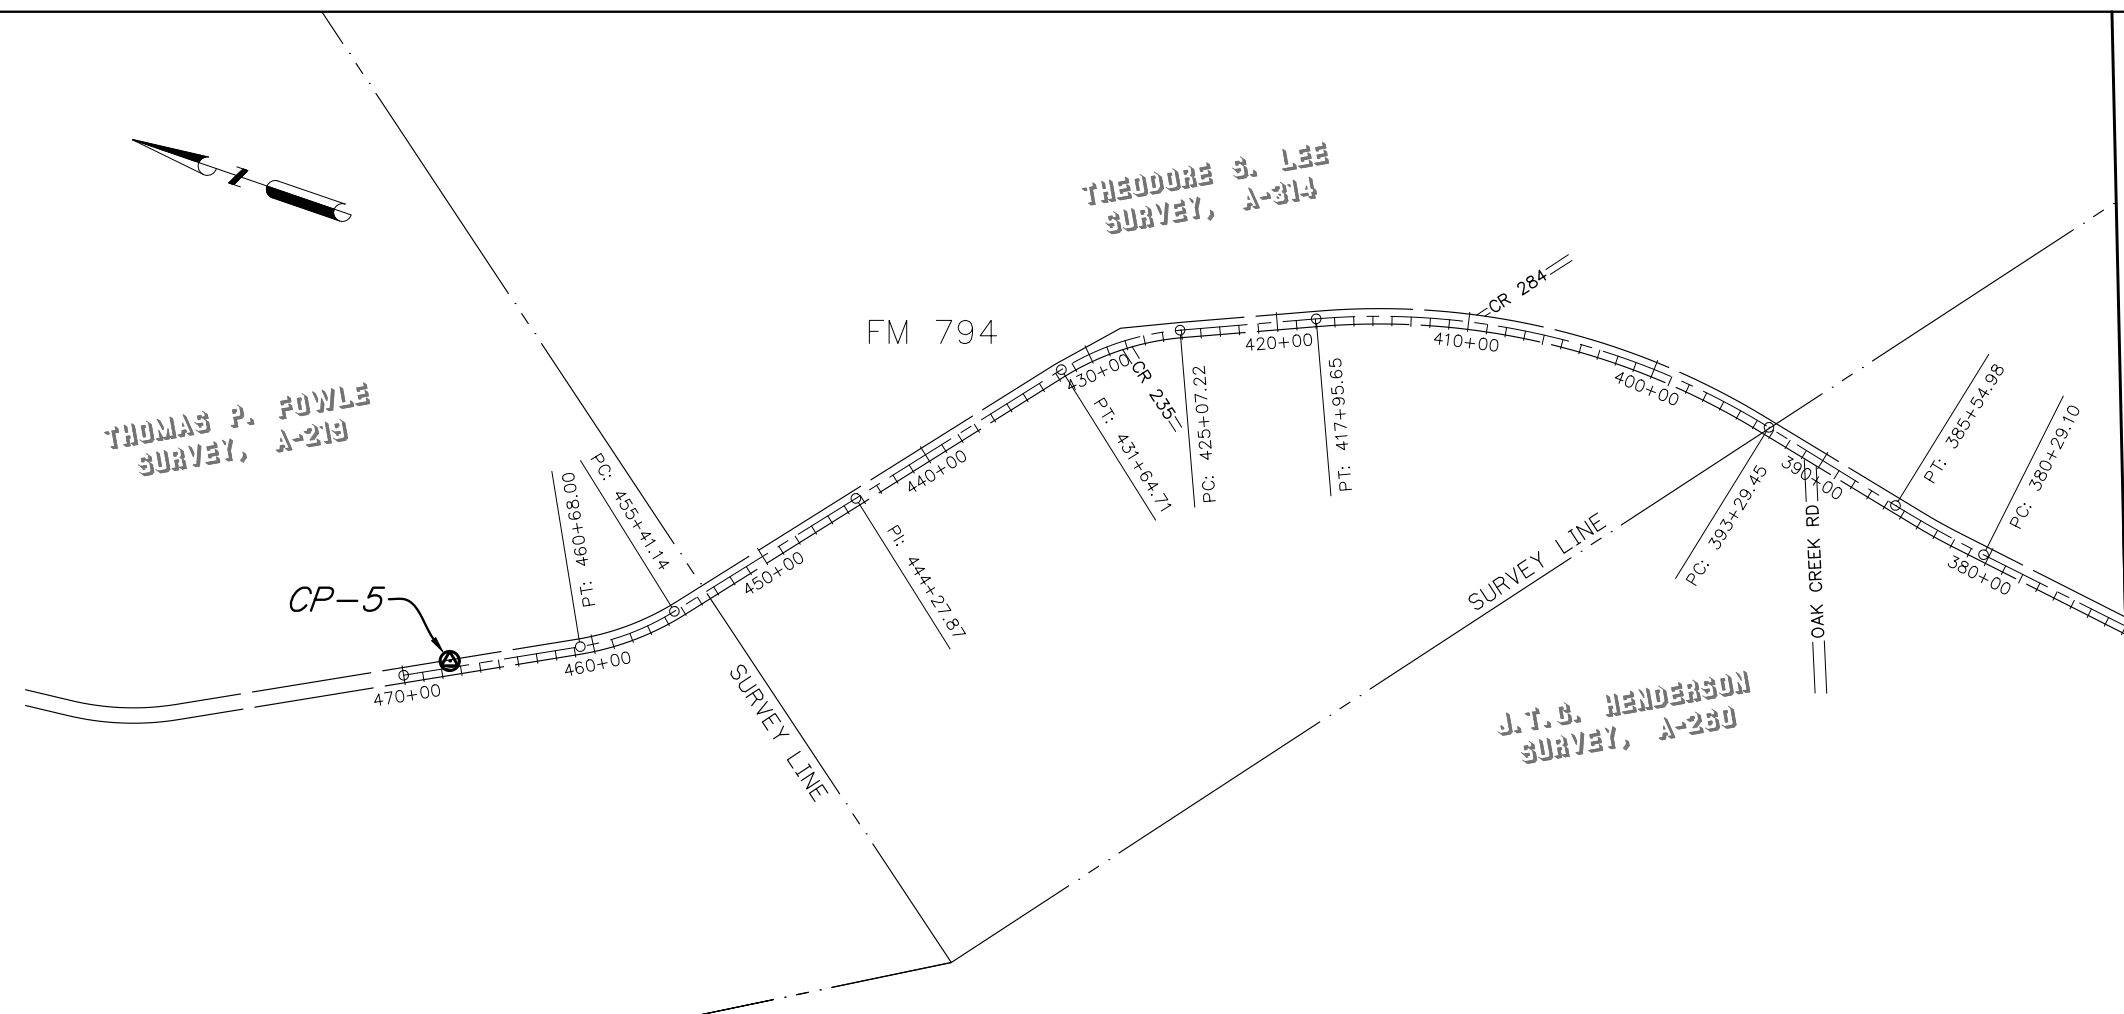 THEODORE S. LEE
SURVEY, A-314
CR 284
FM 794
THOMAS P. FOWLE
SURVEY, A-219
420+00
410+00
400+00
430+00
CR 235
PT: 431+64.71
PC: 425+07.22
PT: 417+95.65
PT: 385+54.98
PC: 380+29.10
390+00
PC: 393+29.45
440+00
PC: 455+41.14
PT: 460+68.00
450+00
PI: 444+27.87
SURVEY LINE
OAK CREEK RD
380+00
CP-5
460+00
470+00
SURVEY LINE
J.T.C. HENDERSON
SURVEY, A-260